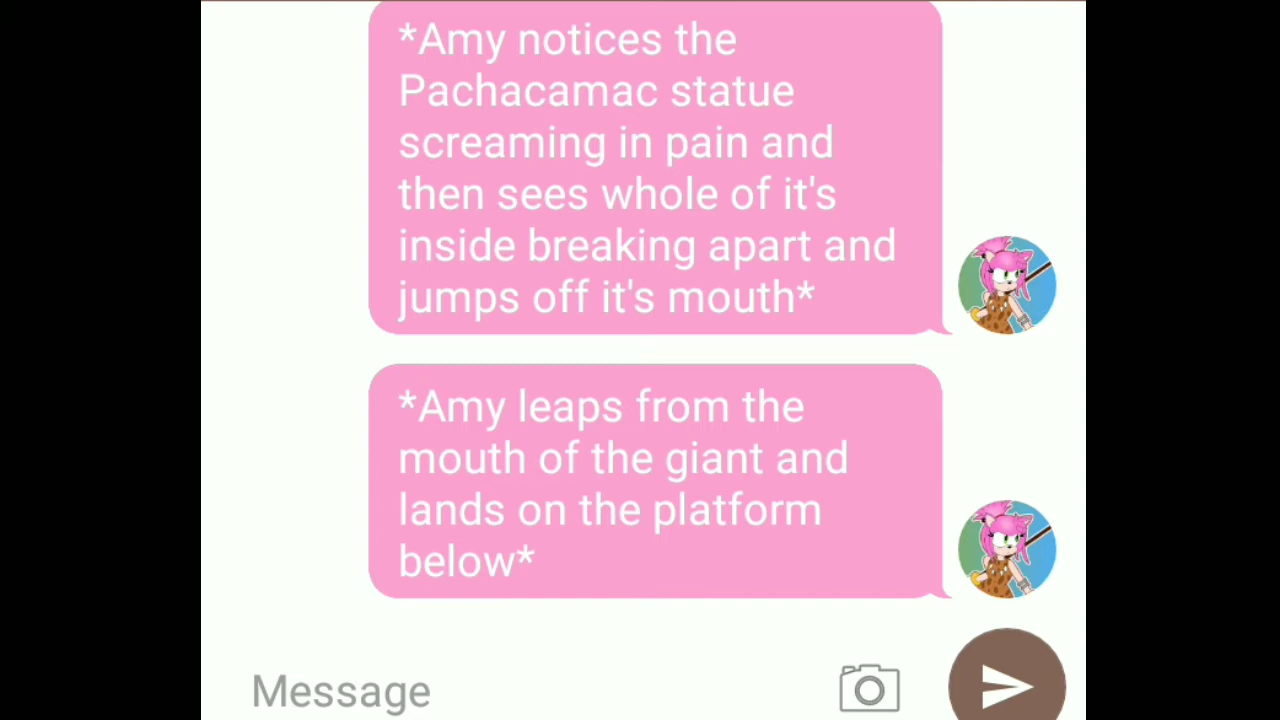 *Amy notices the
Pachacamac statue
screaming in pain and
then sees whole of it's
inside breaking apart and
jumps off it's mouth*
*Amy leaps from the
mouth of the giant and
lands on the platform
below*
Message